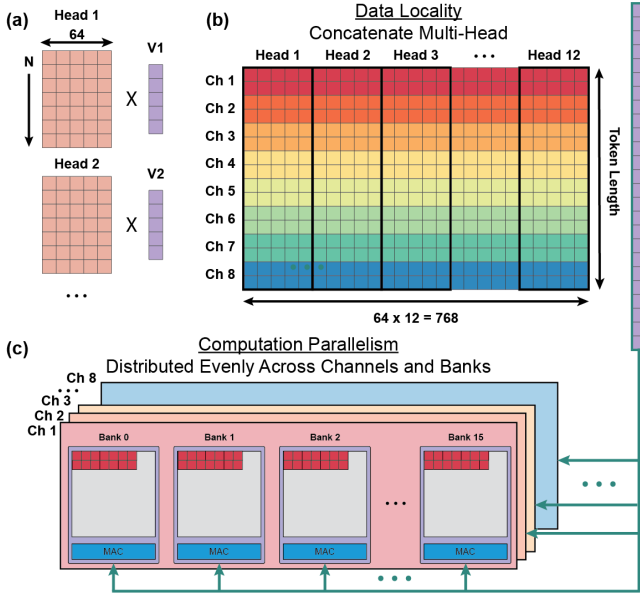 (a)
Head 1
64
N
V1
X
Head 2
V2
X
• • •
(b)
Data Locality
Concatenate Multi-Head
Head 1 Head 2 Head 3 • • • Head 12
Ch 1
Ch 2
Ch 3
Ch 4
Ch 5
Ch 6
Ch 7
Ch 8
• • •
Token Length
64 x 12 = 768
(c)
Computation Parallelism
Distributed Evenly Across Channels and Banks
Ch 8
• • •
Ch 3
Ch 2
Ch 1
Bank 0 Bank 1 Bank 2 Bank 15
• • •
• • •
MAC MAC MAC MAC
• • •